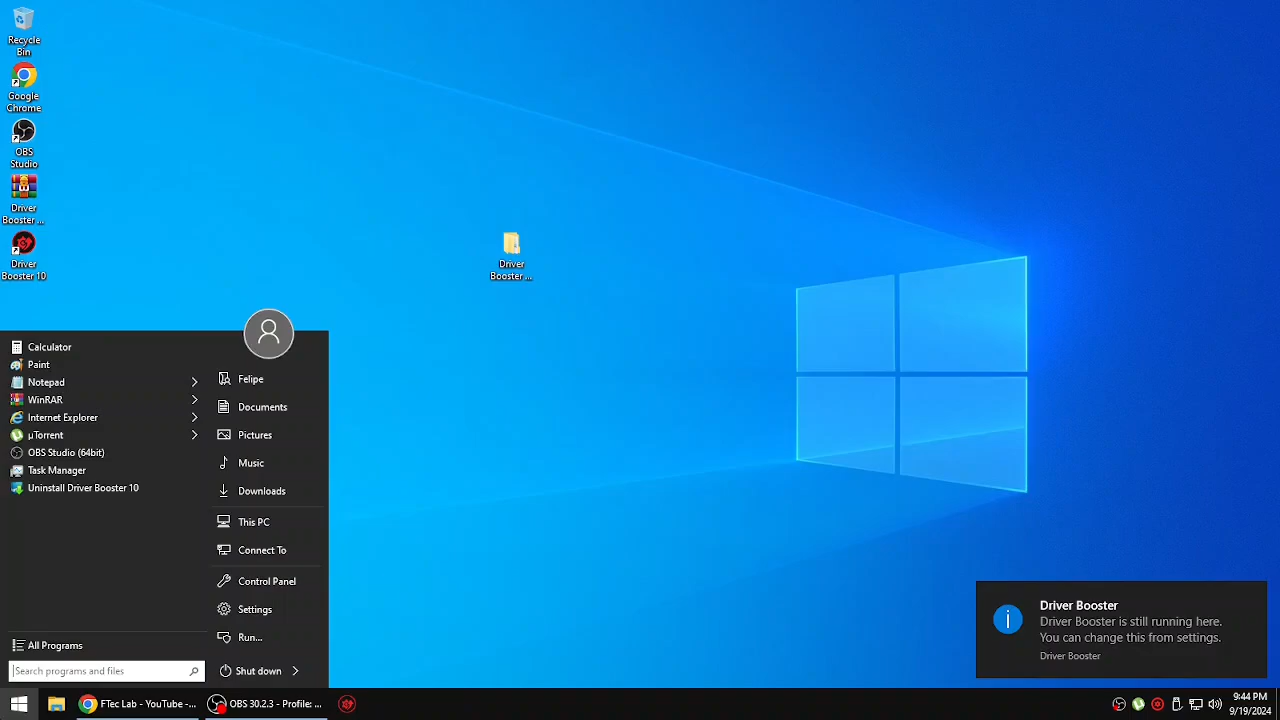 Recycle
Bin
Google
Chrome
OBS
Studio
Driver
Booster ...
Driver
Booster 10
Driver
Booster ...
Calculator
Paint
Notepad
WinRAR
Internet Explorer
µTorrent
OBS Studio (64bit)
Task Manager
Uninstall Driver Booster 10
All Programs
Search programs and files
Felipe
Documents
Pictures
Music
Downloads
This PC
Connect To
Control Panel
Settings
Run...
Shut down
Driver Booster
Driver Booster is still running here.
You can change this from settings.
Driver Booster
FTec Lab - YouTube -...
OBS 30.2.3 - Profile: ...
9:44 PM
9/19/2024